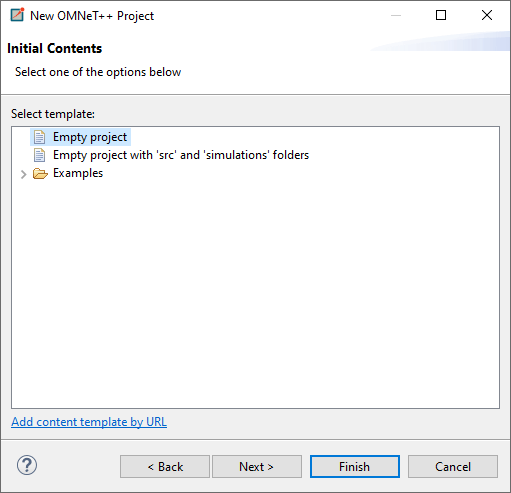 New OMNeT++ Project
Initial Contents
Select one of the options below
Select template:
Empty project
Empty project with 'src' and 'simulations' folders
Examples
Add content template by URL
?
< Back
Next >
Finish
Cancel